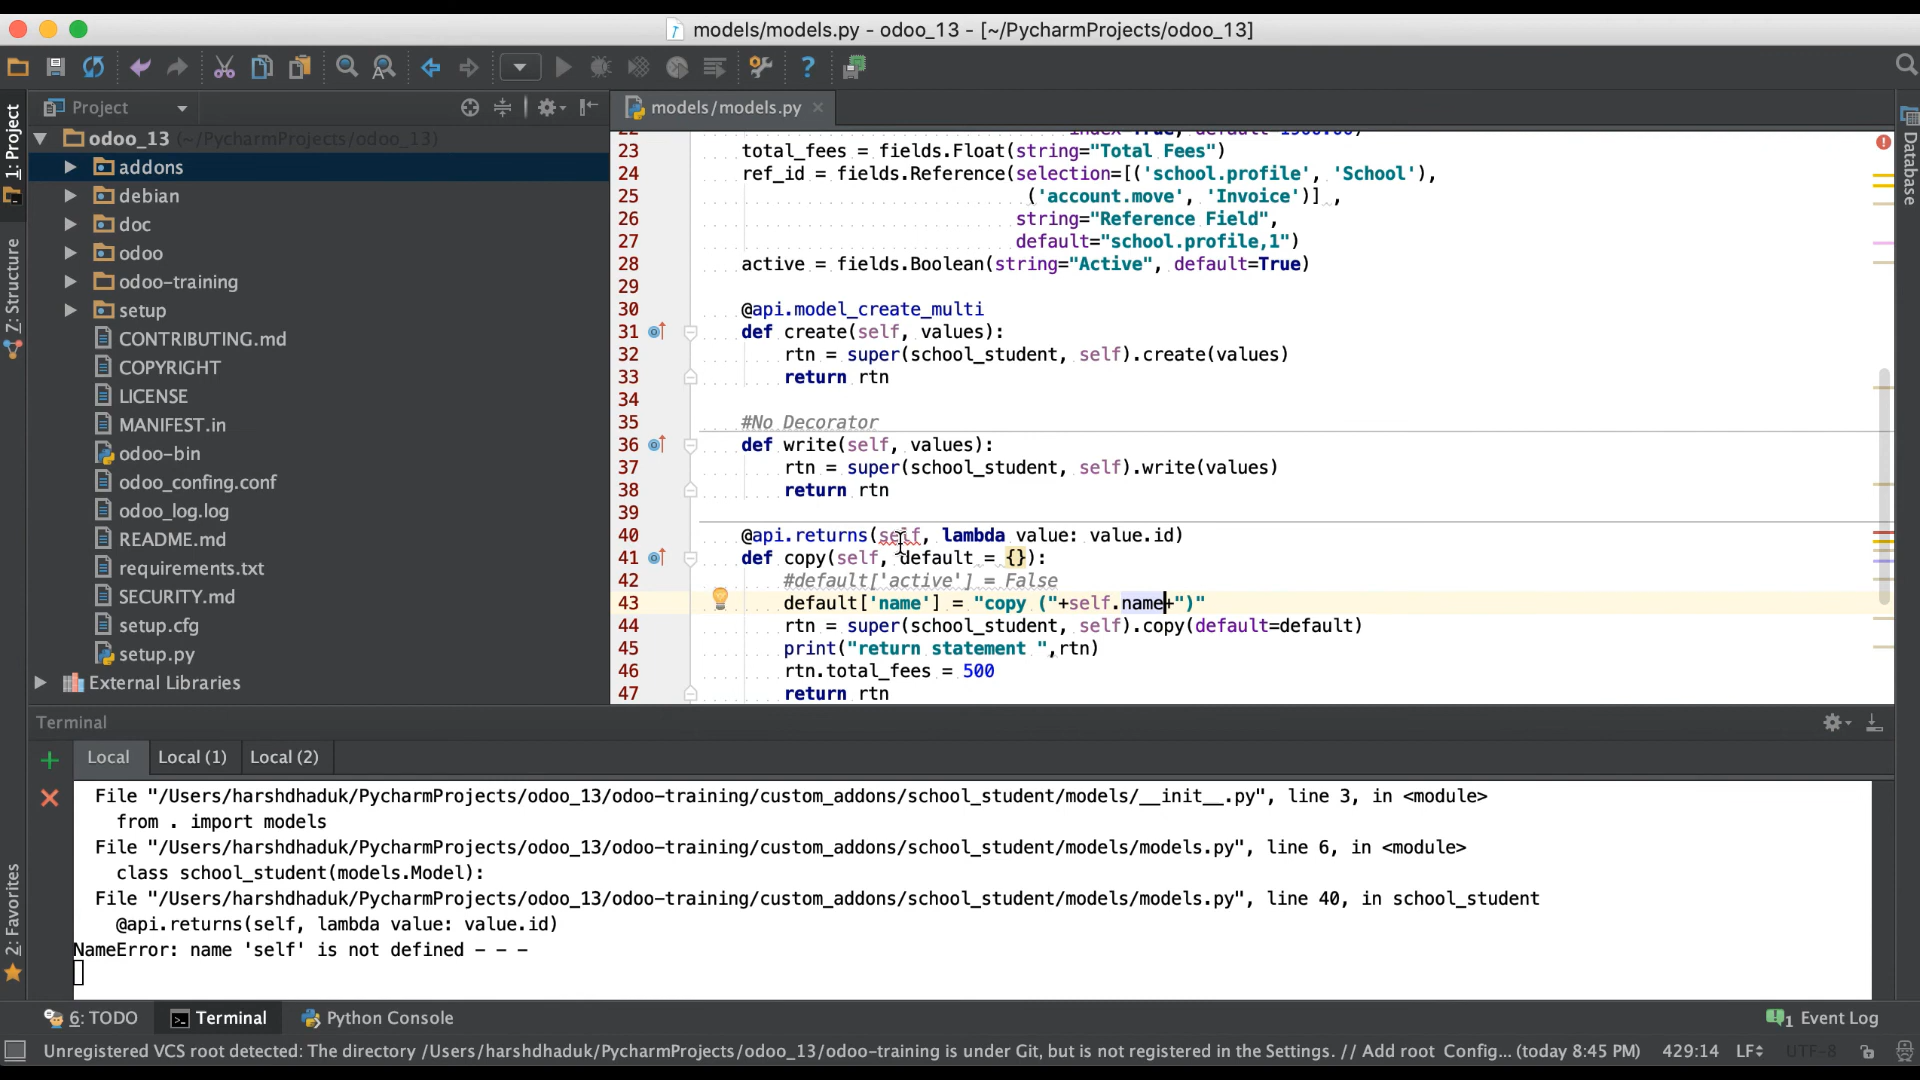 models/models.py - odoo_13 - [~/PycharmProjects/odoo_13]
Project
models/models.py
1: Project
Z: Structure
2: Favorites
Database
odoo_13 (~/PycharmProjects/odoo_13)
addons
debian
doc
odoo
odoo-training
setup
CONTRIBUTING.md
COPYRIGHT
LICENSE
MANIFEST.in
odoo-bin
odoo_confing.conf
odoo_log.log
README.md
requirements.txt
SECURITY.md
setup.cfg
setup.py
External Libraries
23 total_fees = fields.Float(string="Total Fees")
24 ref_id = fields.Reference(selection=[('school.profile', 'School'),
25 ('account.move', 'Invoice')] ,
26 string="Reference Field",
27 default="school.profile,1")
28 active = fields.Boolean(string="Active", default=True)
29
30 @api.model_create_multi
31 def create(self, values):
32 rtn = super(school_student, self).create(values)
33 return rtn
34
35 #No Decorator
36 def write(self, values):
37 rtn = super(school_student, self).write(values)
38 return rtn
39
40 @api.returns(self, lambda value: value.id)
41 def copy(self, default = {}):
42 #default['active'] = False
43 default['name'] = "copy ("+self.name+")"
44 rtn = super(school_student, self).copy(default=default)
45 print("return statement ",rtn)
46 rtn.total_fees = 500
47 return rtn
Terminal
Local Local (1) Local (2)
File "/Users/harshdhaduk/PycharmProjects/odoo_13/odoo-training/custom_addons/school_student/models/__init__.py", line 3, in <module>
from . import models
File "/Users/harshdhaduk/PycharmProjects/odoo_13/odoo-training/custom_addons/school_student/models/models.py", line 6, in <module>
class school_student(models.Model):
File "/Users/harshdhaduk/PycharmProjects/odoo_13/odoo-training/custom_addons/school_student/models/models.py", line 40, in school_student
@api.returns(self, lambda value: value.id)
NameError: name 'self' is not defined - - -
6: TODO Terminal Python Console 1 Event Log
Unregistered VCS root detected: The directory /Users/harshdhaduk/PycharmProjects/odoo_13/odoo-training is under Git, but is not registered in the Settings. // Add root Config... (today 8:45 PM) 429:14 LF UTF-8